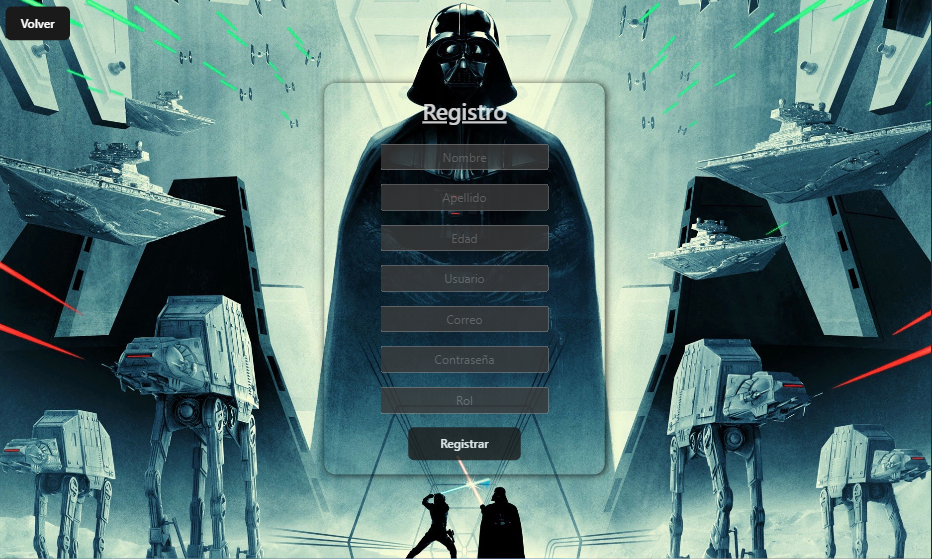 Volver
Registro
Nombre
Apellido
Edad
Usuario
Correo
Contraseña
Rol
Registrar